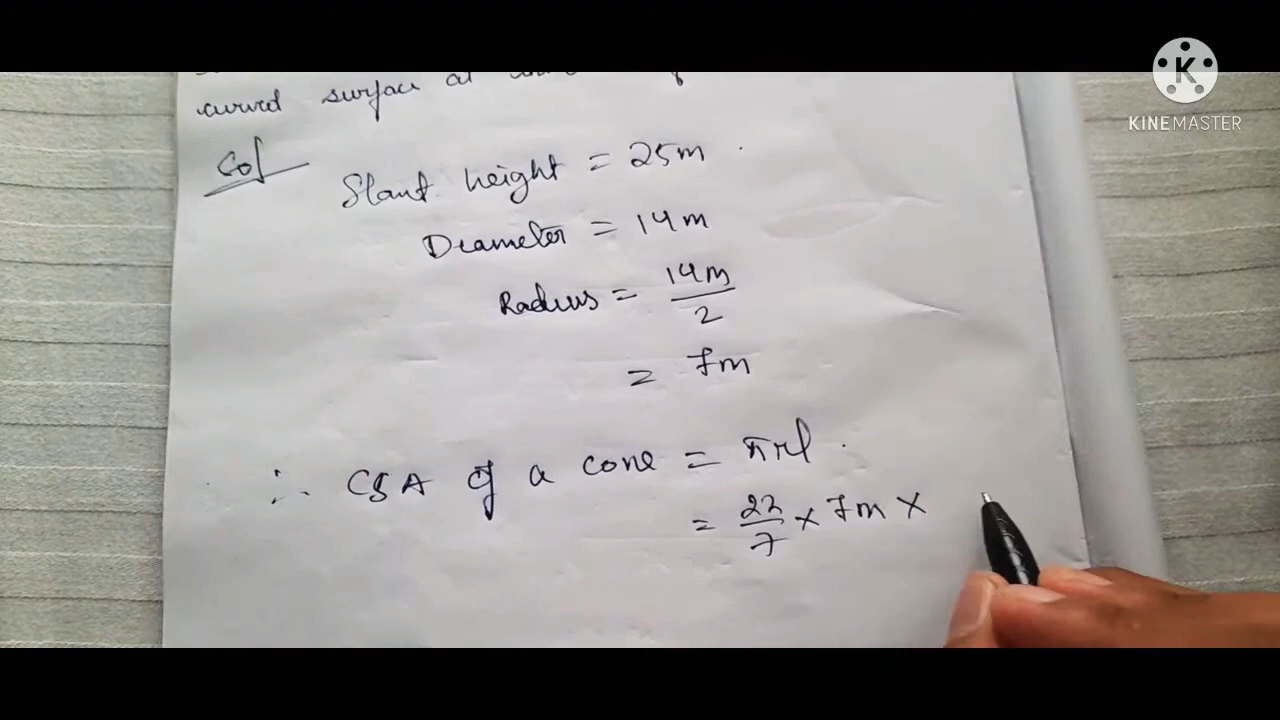 curved surface at
Sol
Slant height = 25m
Diameter = 14m
Radius = 14m/2
= 7m
∴ CSA of a cone = πrl.
= 22/7 × 7m ×
K
KINEMASTER